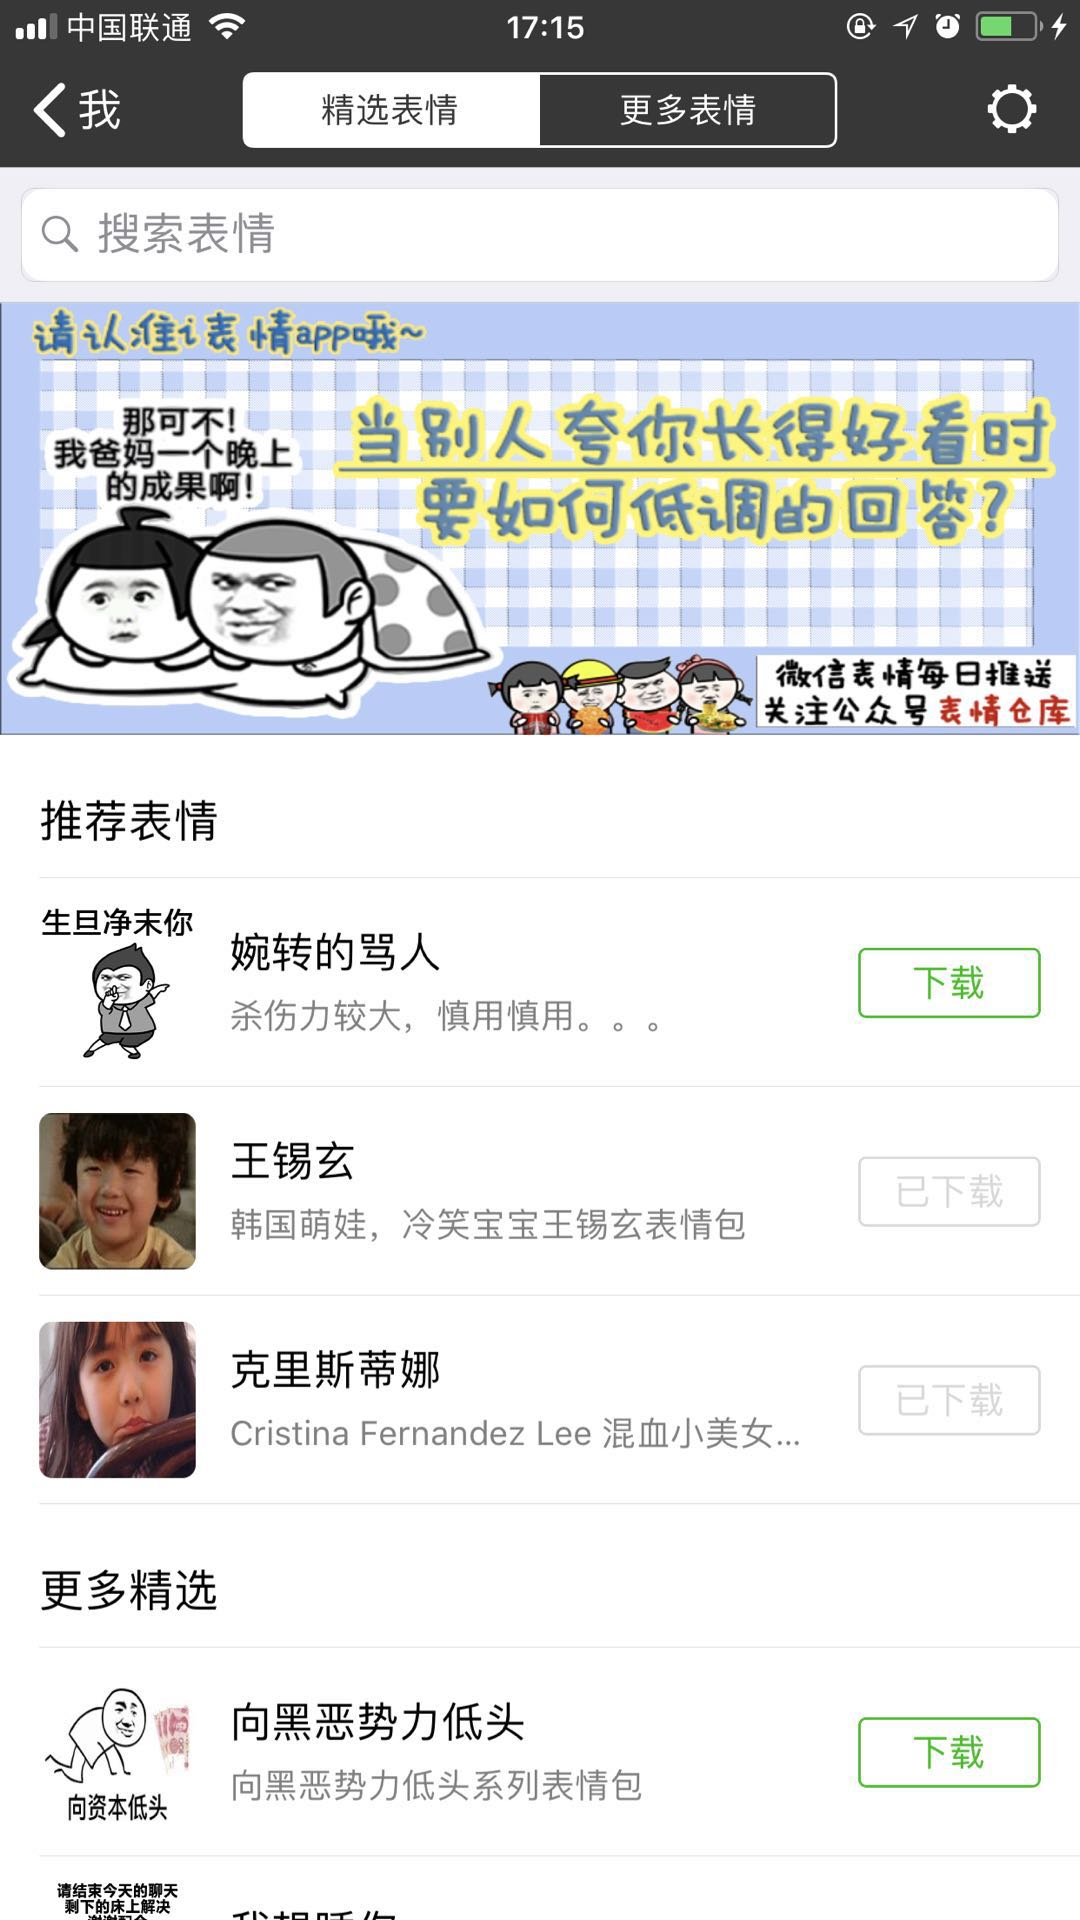 中国联通
17:15
我
精选表情
更多表情
搜索表情
请认准i表情app哦~
那可不!
我爸妈一个晚上
的成果啊!
当别人夸你长得好看时
要如何低调的回答?
微信表情每日推送
关注公众号表情仓库
推荐表情
生旦净末你
婉转的骂人
杀伤力较大，慎用慎用。。。
下载
王锡玄
韩国萌娃，冷笑宝宝王锡玄表情包
已下载
克里斯蒂娜
Cristina Fernandez Lee 混血小美女...
已下载
更多精选
向资本低头
向黑恶势力低头
向黑恶势力低头系列表情包
下载
请结束今天的聊天
剩下的床上解决